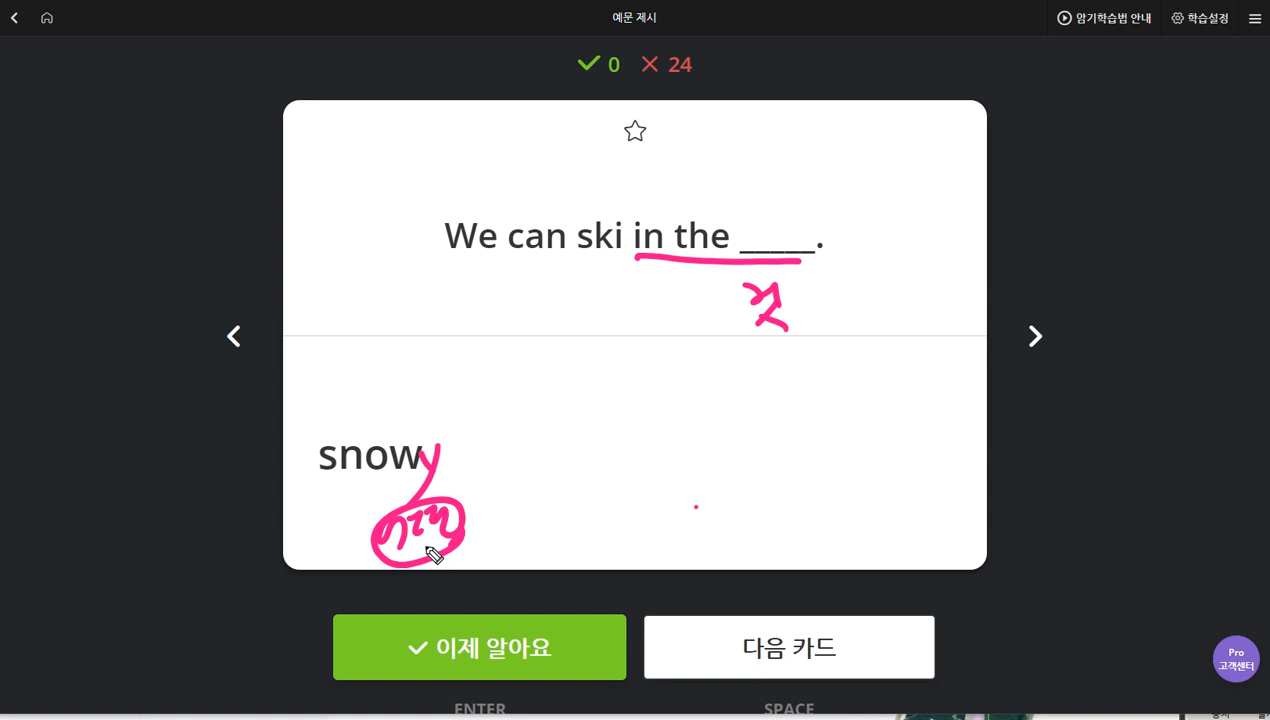 예문 제시
암기학습법 안내
학습설정
0
24
We can ski in the _____.
snowy
이제 알아요
다음 카드
Pro
고객센터
ENTER
SPACE